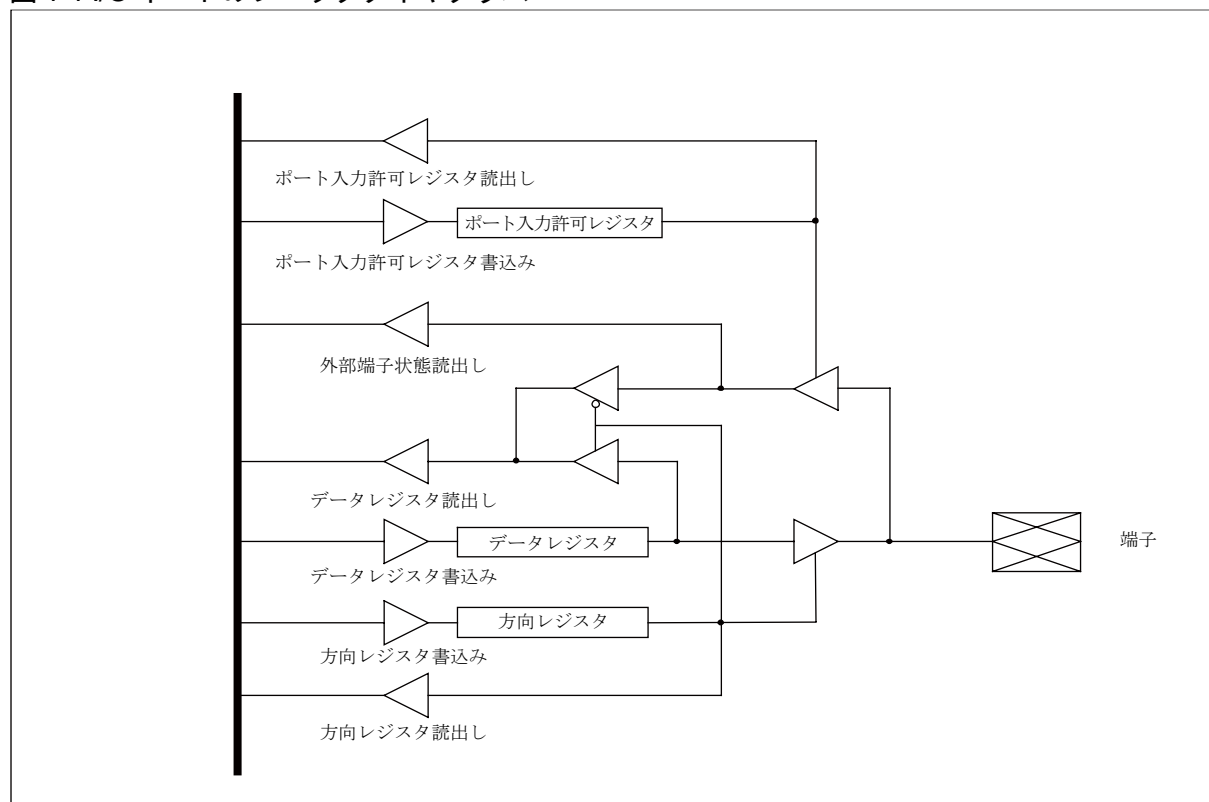 ポート入力許可レジスタ読出し
ポート入力許可レジスタ
ポート入力許可レジスタ書込み
外部端子状態読出し
データレジスタ読出し
データレジスタ
端子
データレジスタ書込み
方向レジスタ
方向レジスタ書込み
方向レジスタ読出し